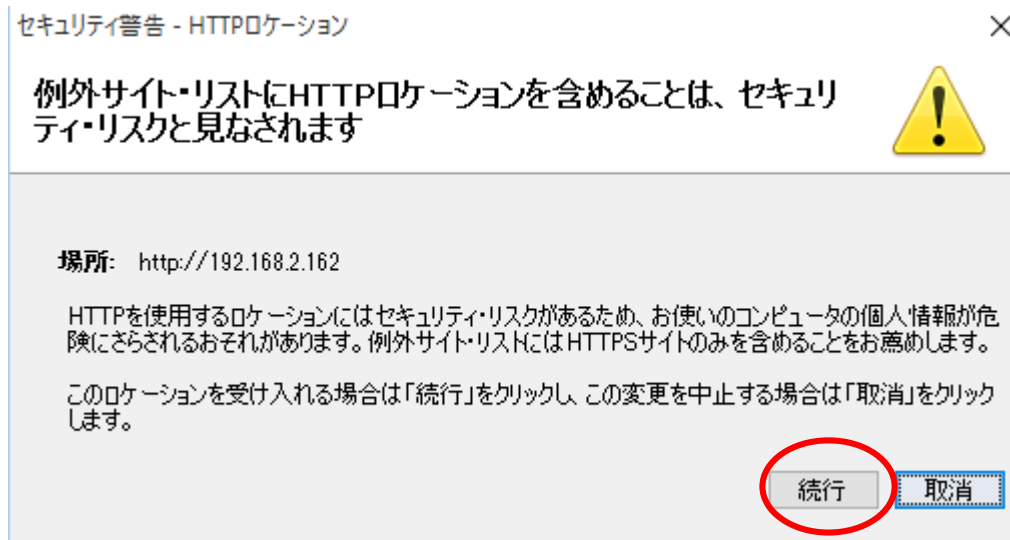 セキュリティ警告 - HTTPロケーション
例外サイト・リストにHTTPロケーションを含めることは、セキュリ
ティ・リスクと見なされます
場所: http://192.168.2.162
HTTPを使用するロケーションにはセキュリティ・リスクがあるため、お使いのコンピュータの個人情報が危
険にさらされるおそれがあります。例外サイト・リストにはHTTPSサイトのみを含めることをお薦めします。
このロケーションを受け入れる場合は「続行」をクリックし、この変更を中止する場合は「取消」をクリック
します。
続行 取消